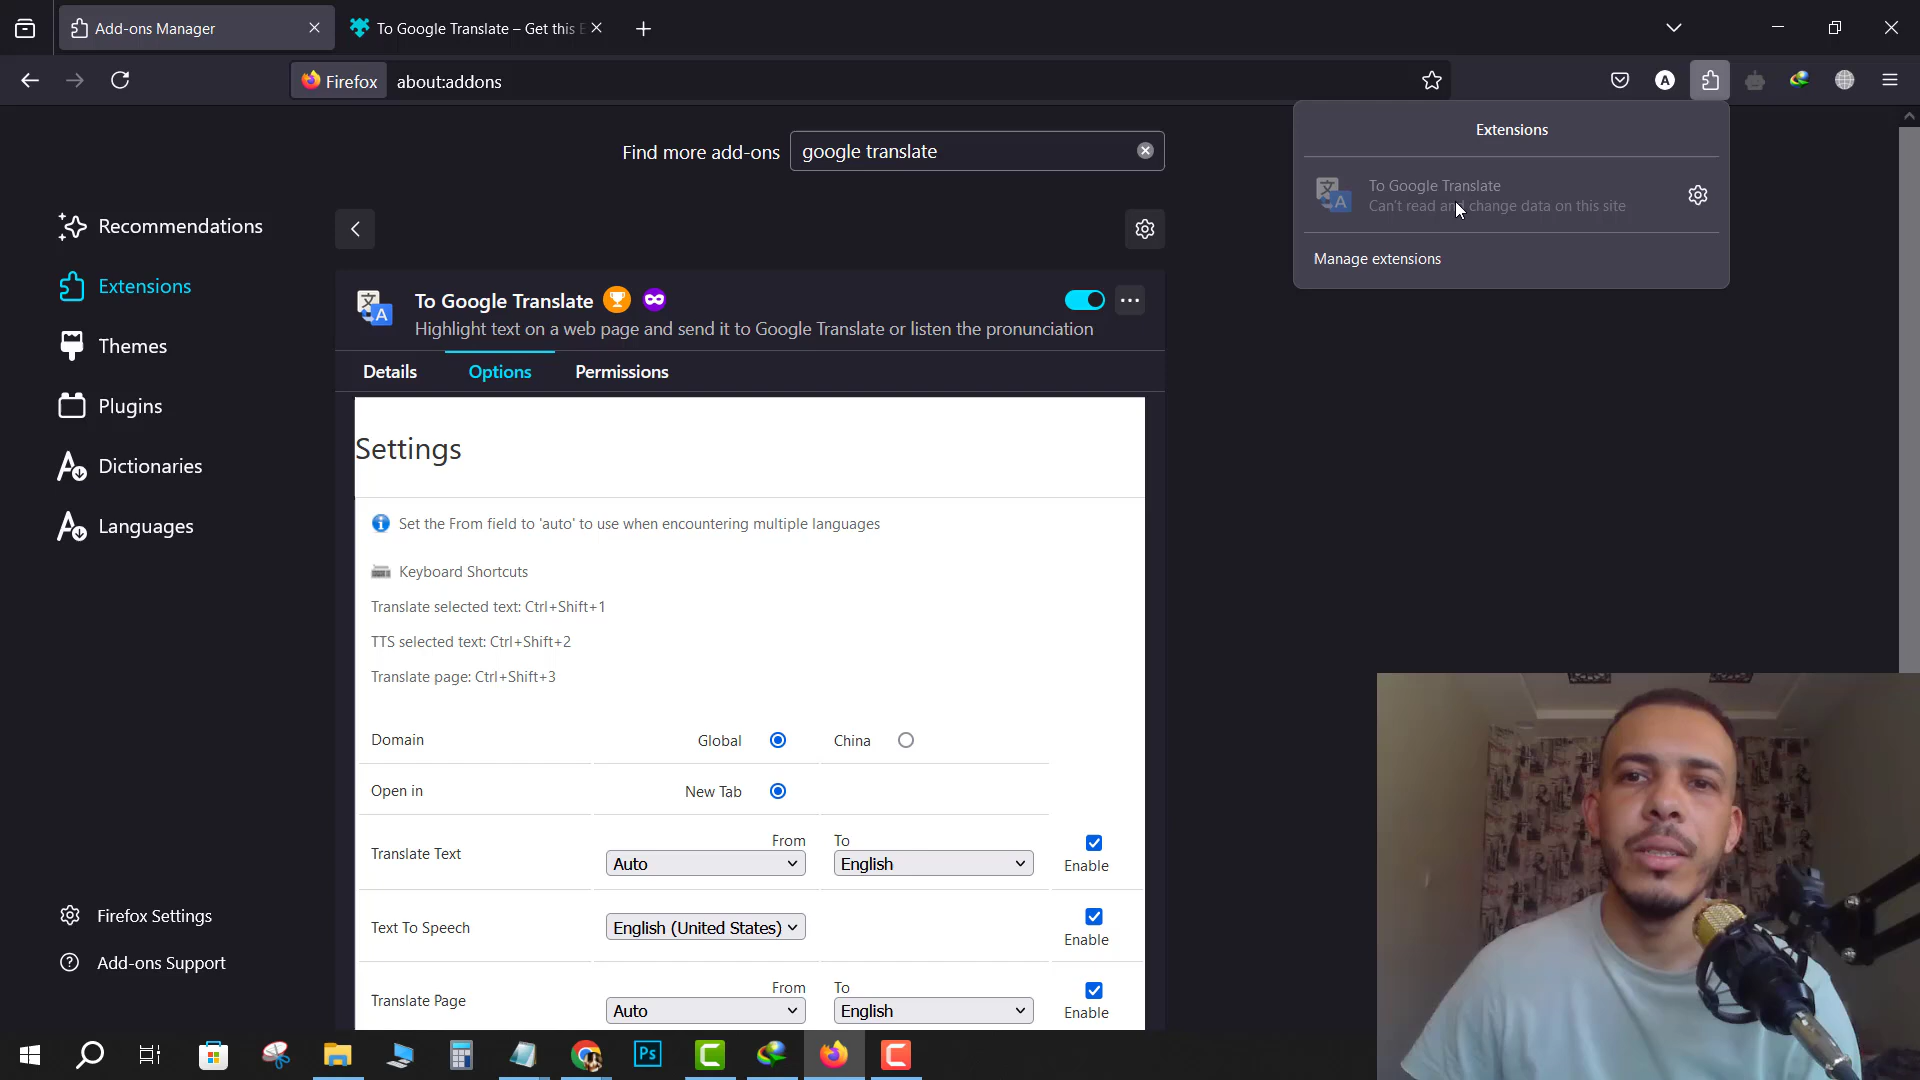 Add-ons Manager
To Google Translate – Get this E
Firefox
about:addons
Find more add-ons
google translate
Extensions
To Google Translate
Can't read and change data on this site
Manage extensions
Recommendations
Extensions
Themes
Plugins
Dictionaries
Languages
Firefox Settings
Add-ons Support
To Google Translate
Highlight text on a web page and send it to Google Translate or listen the pronunciation
Details
Options
Permissions
Settings
Set the From field to 'auto' to use when encountering multiple languages
Keyboard Shortcuts
Translate selected text: Ctrl+Shift+1
TTS selected text: Ctrl+Shift+2
Translate page: Ctrl+Shift+3
Domain Global China
Open in New Tab
From To
Translate Text Auto English Enable
Text To Speech English (United States) Enable
From To
Translate Page Auto English Enable
Ps